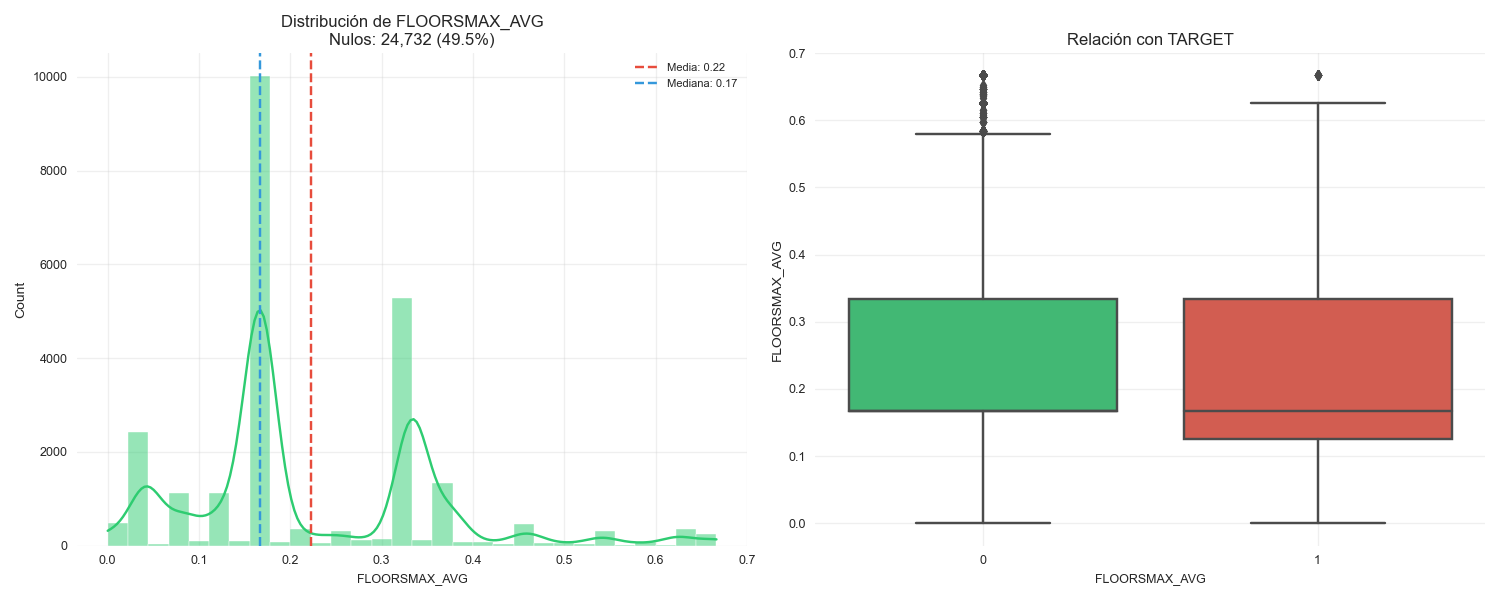 Distribución de FLOORSMAX_AVG
Nulos: 24,732 (49.5%)
Media: 0.22
Mediana: 0.17
10000
8000
6000
4000
2000
0
Count
0.0 0.1 0.2 0.3 0.4 0.5 0.6 0.7
FLOORSMAX_AVG
Relación con TARGET
0.7
0.6
0.5
0.4
0.3
0.2
0.1
0.0
FLOORSMAX_AVG
0 1
FLOORSMAX_AVG